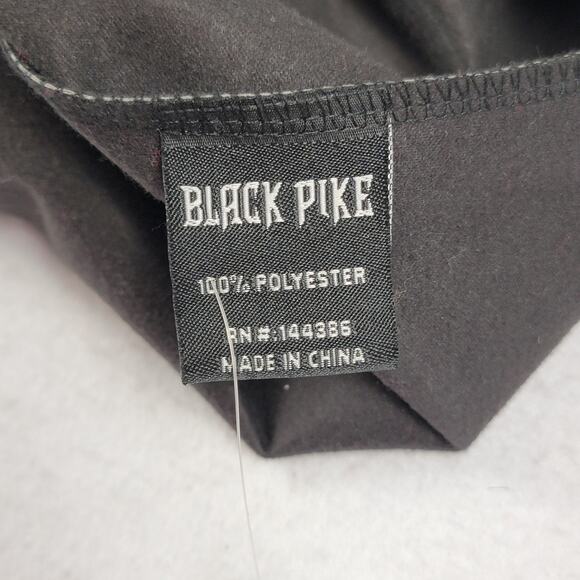 BLACK PIKE
100% POLYESTER
RN #: 144386
MADE IN CHINA